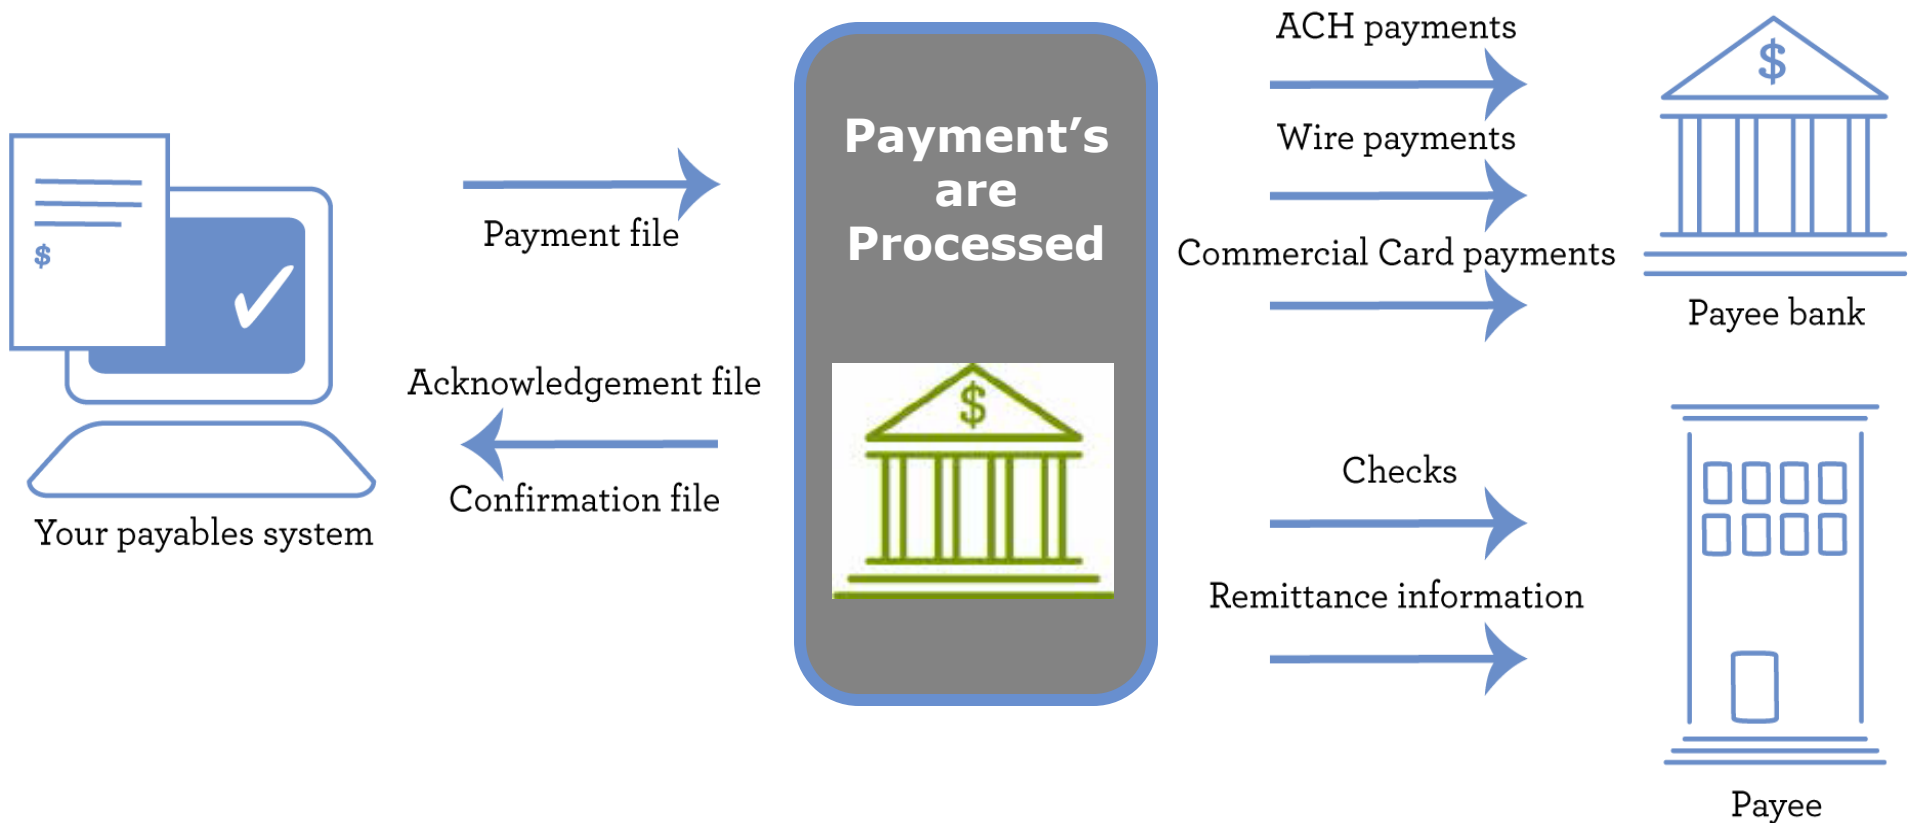 $
Your payables system
Payment file
Acknowledgement file
Confirmation file
Payment’s
are
Processed
$
ACH payments
Wire payments
Commercial Card payments
Checks
Remittance information
$
Payee bank
Payee